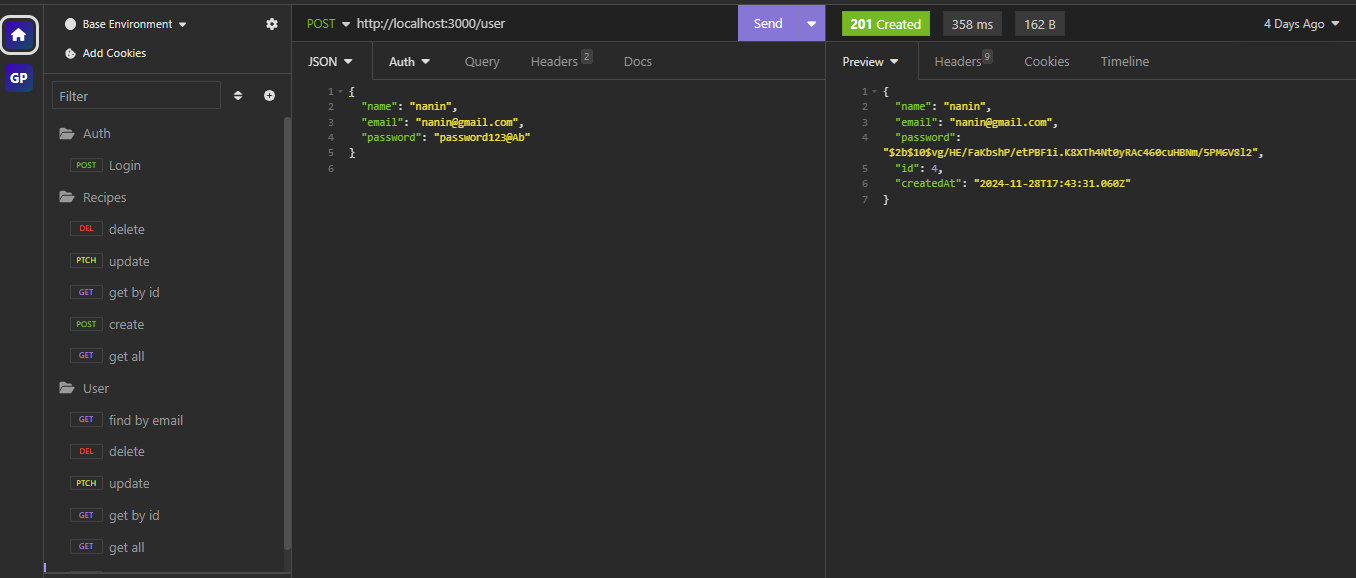 GP
Base Environment
Add Cookies
Filter
Auth
POST Login
Recipes
DEL delete
PTCH update
GET get by id
POST create
GET get all
User
GET find by email
DEL delete
PTCH update
GET get by id
GET get all
POST http://localhost:3000/user
Send
JSON Auth Query Headers 2 Docs
1 {
2 "name": "nanin",
3 "email": "nanin@gmail.com",
4 "password": "password123@Ab"
5 }
6
201 Created 358 ms 162 B 4 Days Ago
Preview Headers 9 Cookies Timeline
1 {
2 "name": "nanin",
3 "email": "nanin@gmail.com",
4 "password":
"$2b$10$vg/HE/FaKbshP/etPBF1i.K8XTh4Nt0yRAc460cuHBNm/5PM6V8l2",
5 "id": 4,
6 "createdAt": "2024-11-28T17:43:31.060Z"
7 }